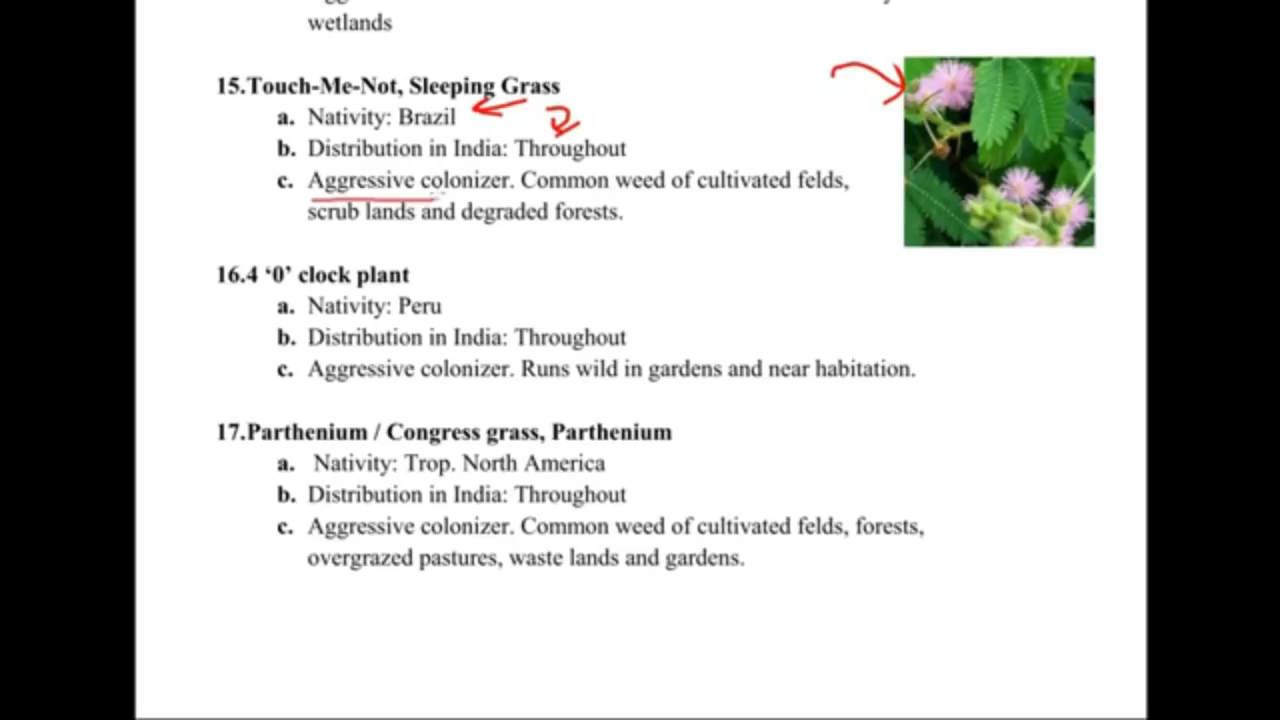 wetlands
15.Touch-Me-Not, Sleeping Grass
a. Nativity: Brazil
b. Distribution in India: Throughout
c. Aggressive colonizer. Common weed of cultivated felds,
scrub lands and degraded forests.
16.4 ‘0’ clock plant
a. Nativity: Peru
b. Distribution in India: Throughout
c. Aggressive colonizer. Runs wild in gardens and near habitation.
17.Parthenium / Congress grass, Parthenium
a. Nativity: Trop. North America
b. Distribution in India: Throughout
c. Aggressive colonizer. Common weed of cultivated felds, forests,
overgrazed pastures, waste lands and gardens.